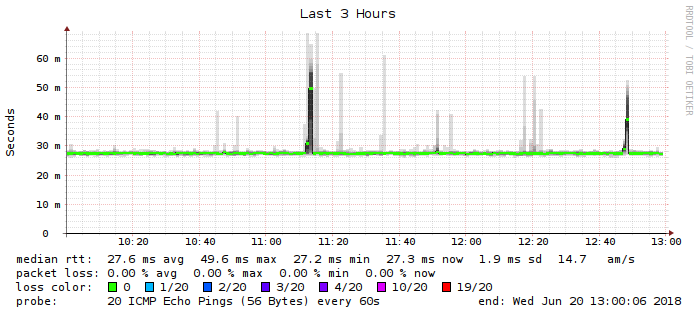 Last 3 Hours
RRDTOOL / TOBI OETIKER
Seconds
60 m
50 m
40 m
30 m
20 m
10 m
0
10:20 10:40 11:00 11:20 11:40 12:00 12:20 12:40 13:00
median rtt: 27.6 ms avg 49.6 ms max 27.2 ms min 27.3 ms now 1.9 ms sd 14.7 am/s
packet loss: 0.00 % avg 0.00 % max 0.00 % min 0.00 % now
loss color: 0 1/20 2/20 3/20 4/20 10/20 19/20
probe: 20 ICMP Echo Pings (56 Bytes) every 60s end: Wed Jun 20 13:00:06 2018